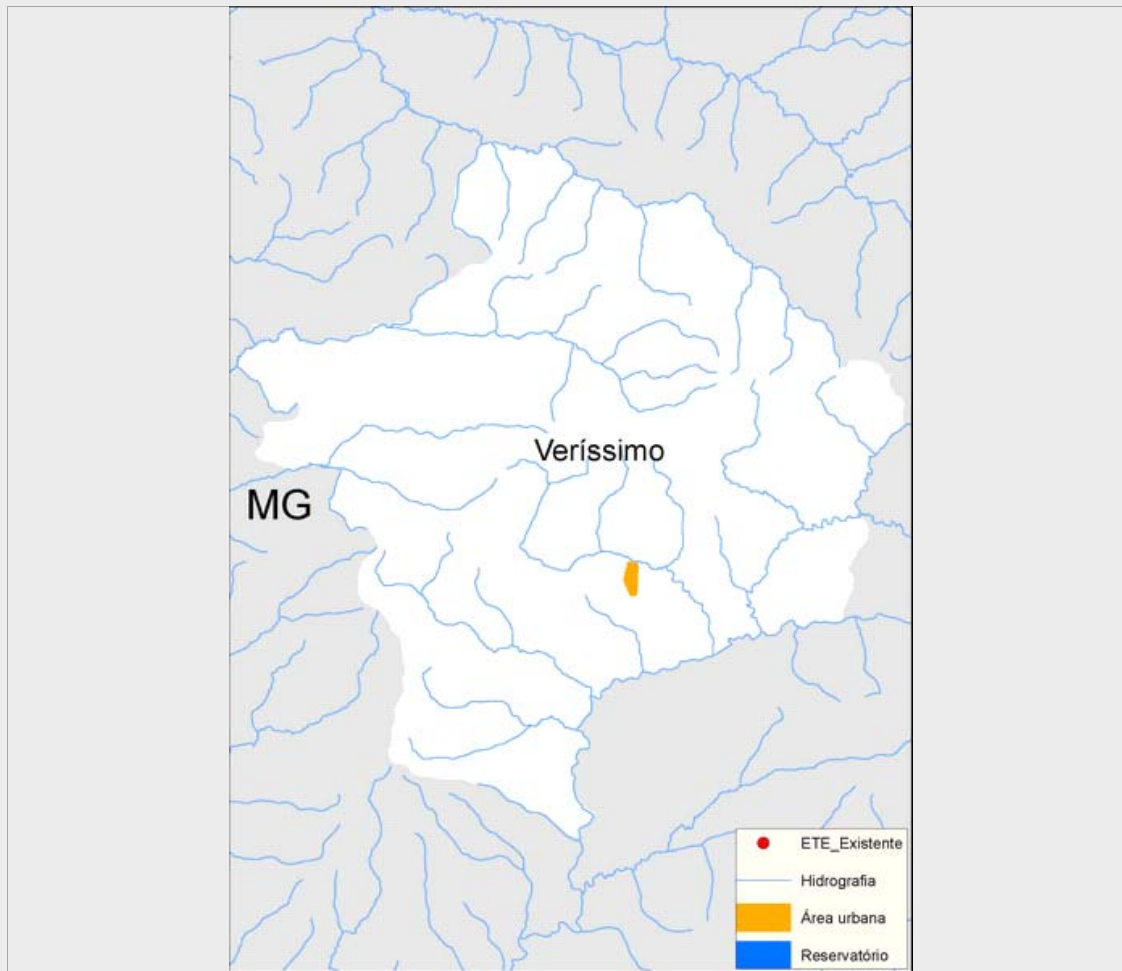 Veríssimo
MG
ETE_Existente
Hidrografia
Área urbana
Reservatório